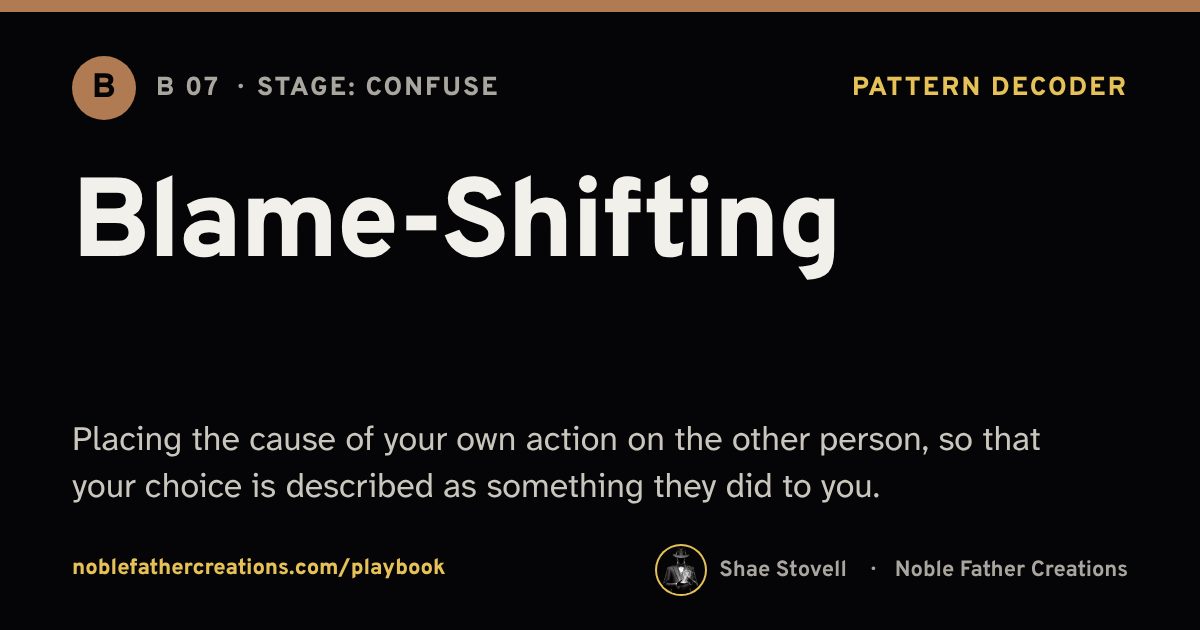 B
B 07 · STAGE: CONFUSE
PATTERN DECODER
Blame-Shifting
Placing the cause of your own action on the other person, so that
your choice is described as something they did to you.
noblefathercreations.com/playbook
Shae Stovell · Noble Father Creations